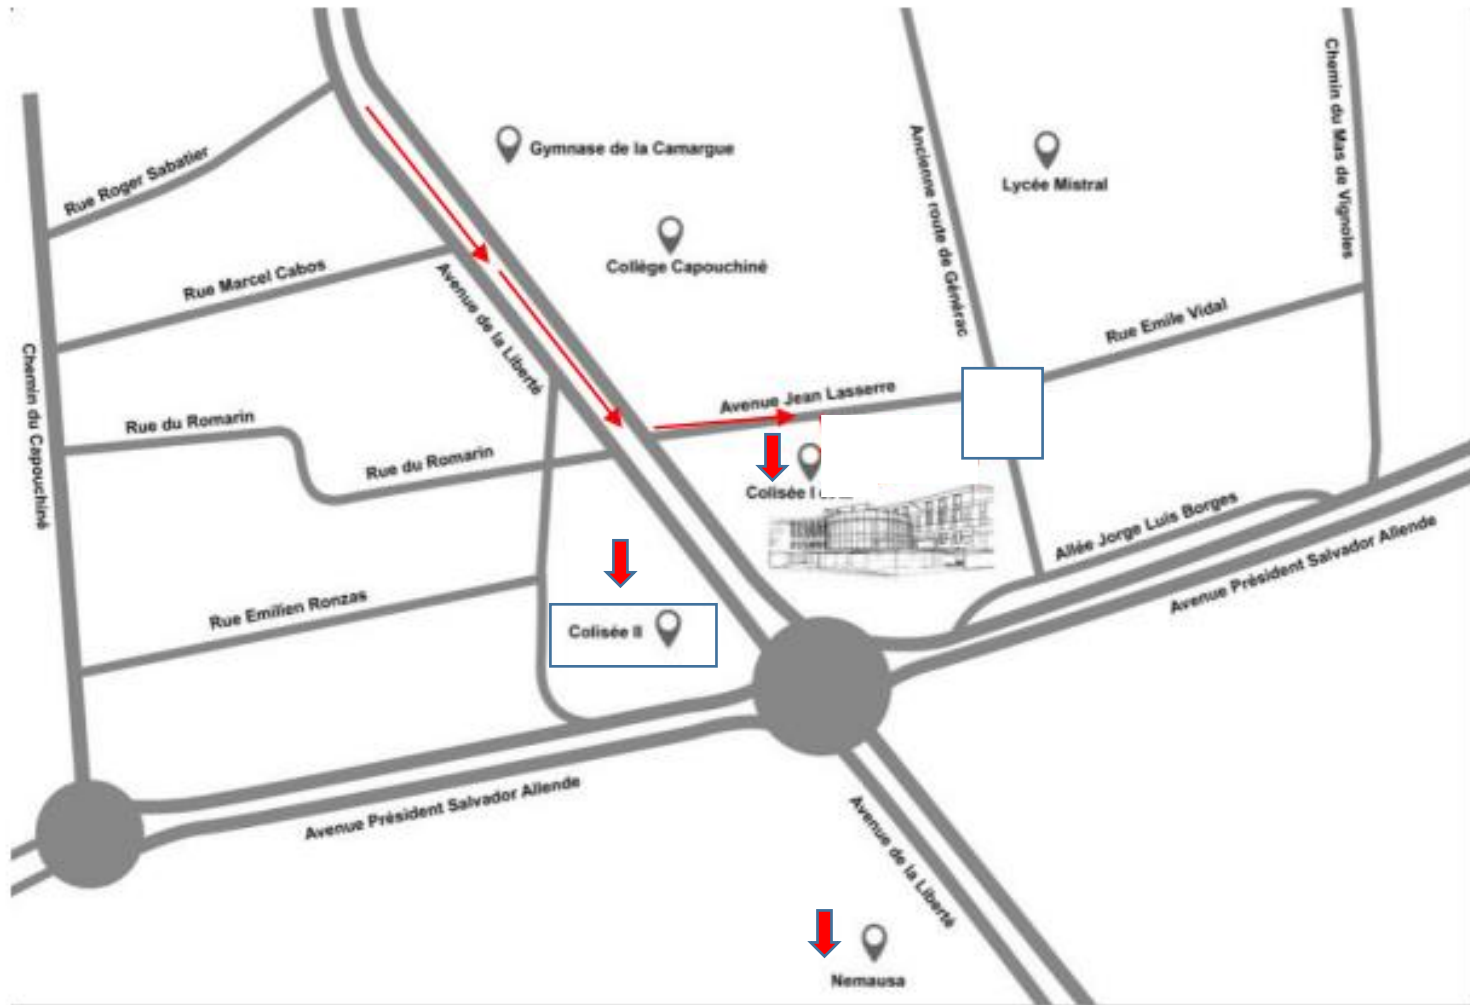 Rue Roger Sabatier
Gymnase de la Camargue
Ancienne route de Générac
Lycée Mistral
Chemin du Mas de Vignoles
Rue Marcel Cabos
Collège Capouchiné
Avenue de la Liberté
Rue Emile Vidal
Chemin du Capouchiné
Rue du Romarin
Avenue Jean Lasserre
Rue du Romarin
Colisée I
Allée Jorge Luis Borges
Avenue Président Salvador Allende
Rue Emilien Ronzas
Colisée II
Avenue Président Salvador Allende
Avenue de la Liberté
Nemausa